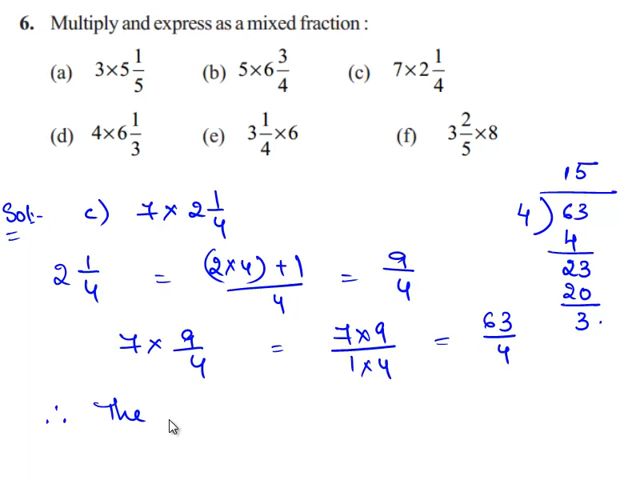 6. Multiply and express as a mixed fraction :
(a) 3×5 1/5 (b) 5×6 3/4 (c) 7×2 1/4
(d) 4×6 1/3 (e) 3 1/4 ×6 (f) 3 2/5 ×8
15
Sol:- c) 7 × 2 1/4 4 ) 63
4
2 1/4 = (2×4) + 1 / 4 = 9/4 23
20
7 × 9/4 = 7×9 / 1×4 = 63/4 3.
∴ The